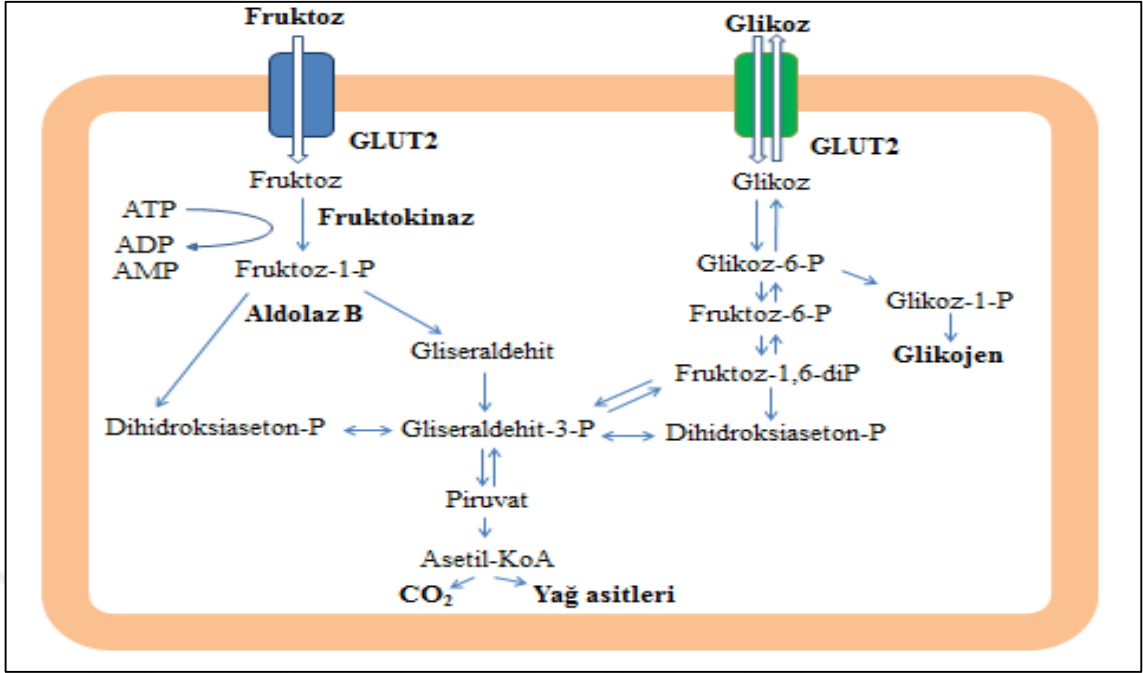 Fruktoz
Glikoz
GLUT2
GLUT2
Fruktoz
Glikoz
ATP
Fruktokinaz
ADP
AMP
Fruktoz-1-P
Glikoz-6-P
Glikoz-1-P
Aldolaz B
Fruktoz-6-P
Gliseraldehit
Glikojen
Fruktoz-1,6-diP
Dihidroksiaseton-P
Gliseraldehit-3-P
Dihidroksiaseton-P
Piruvat
Asetil-KoA
CO₂
Yağ asitleri